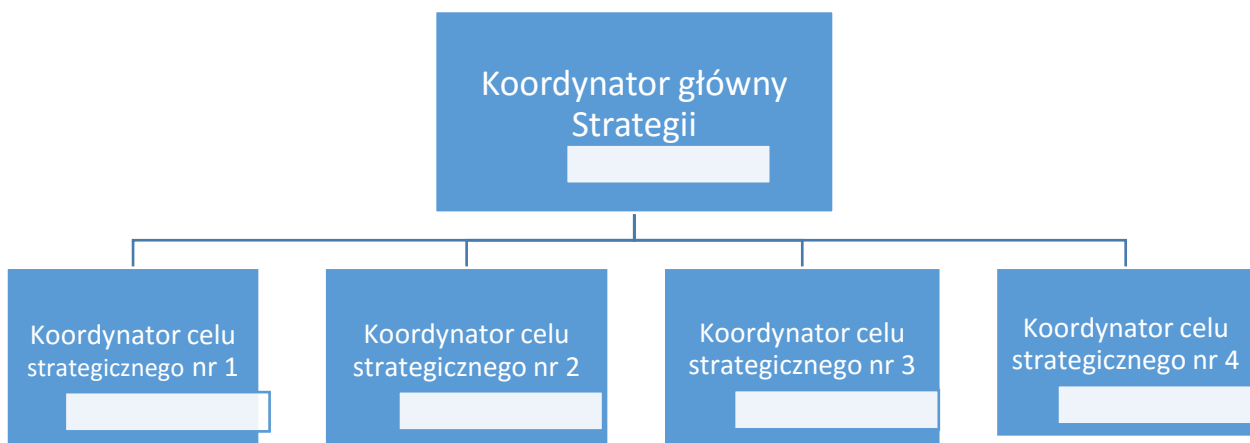 Koordynator główny
Strategii
Koordynator celu
strategicznego nr 1
Koordynator celu
strategicznego nr 2
Koordynator celu
strategicznego nr 3
Koordynator celu
strategicznego nr 4